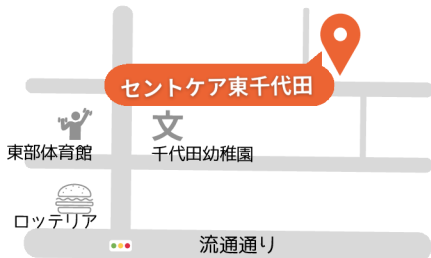 セントケア東千代田
文
東部体育館
千代田幼稚園
ロッテリア
流通通り